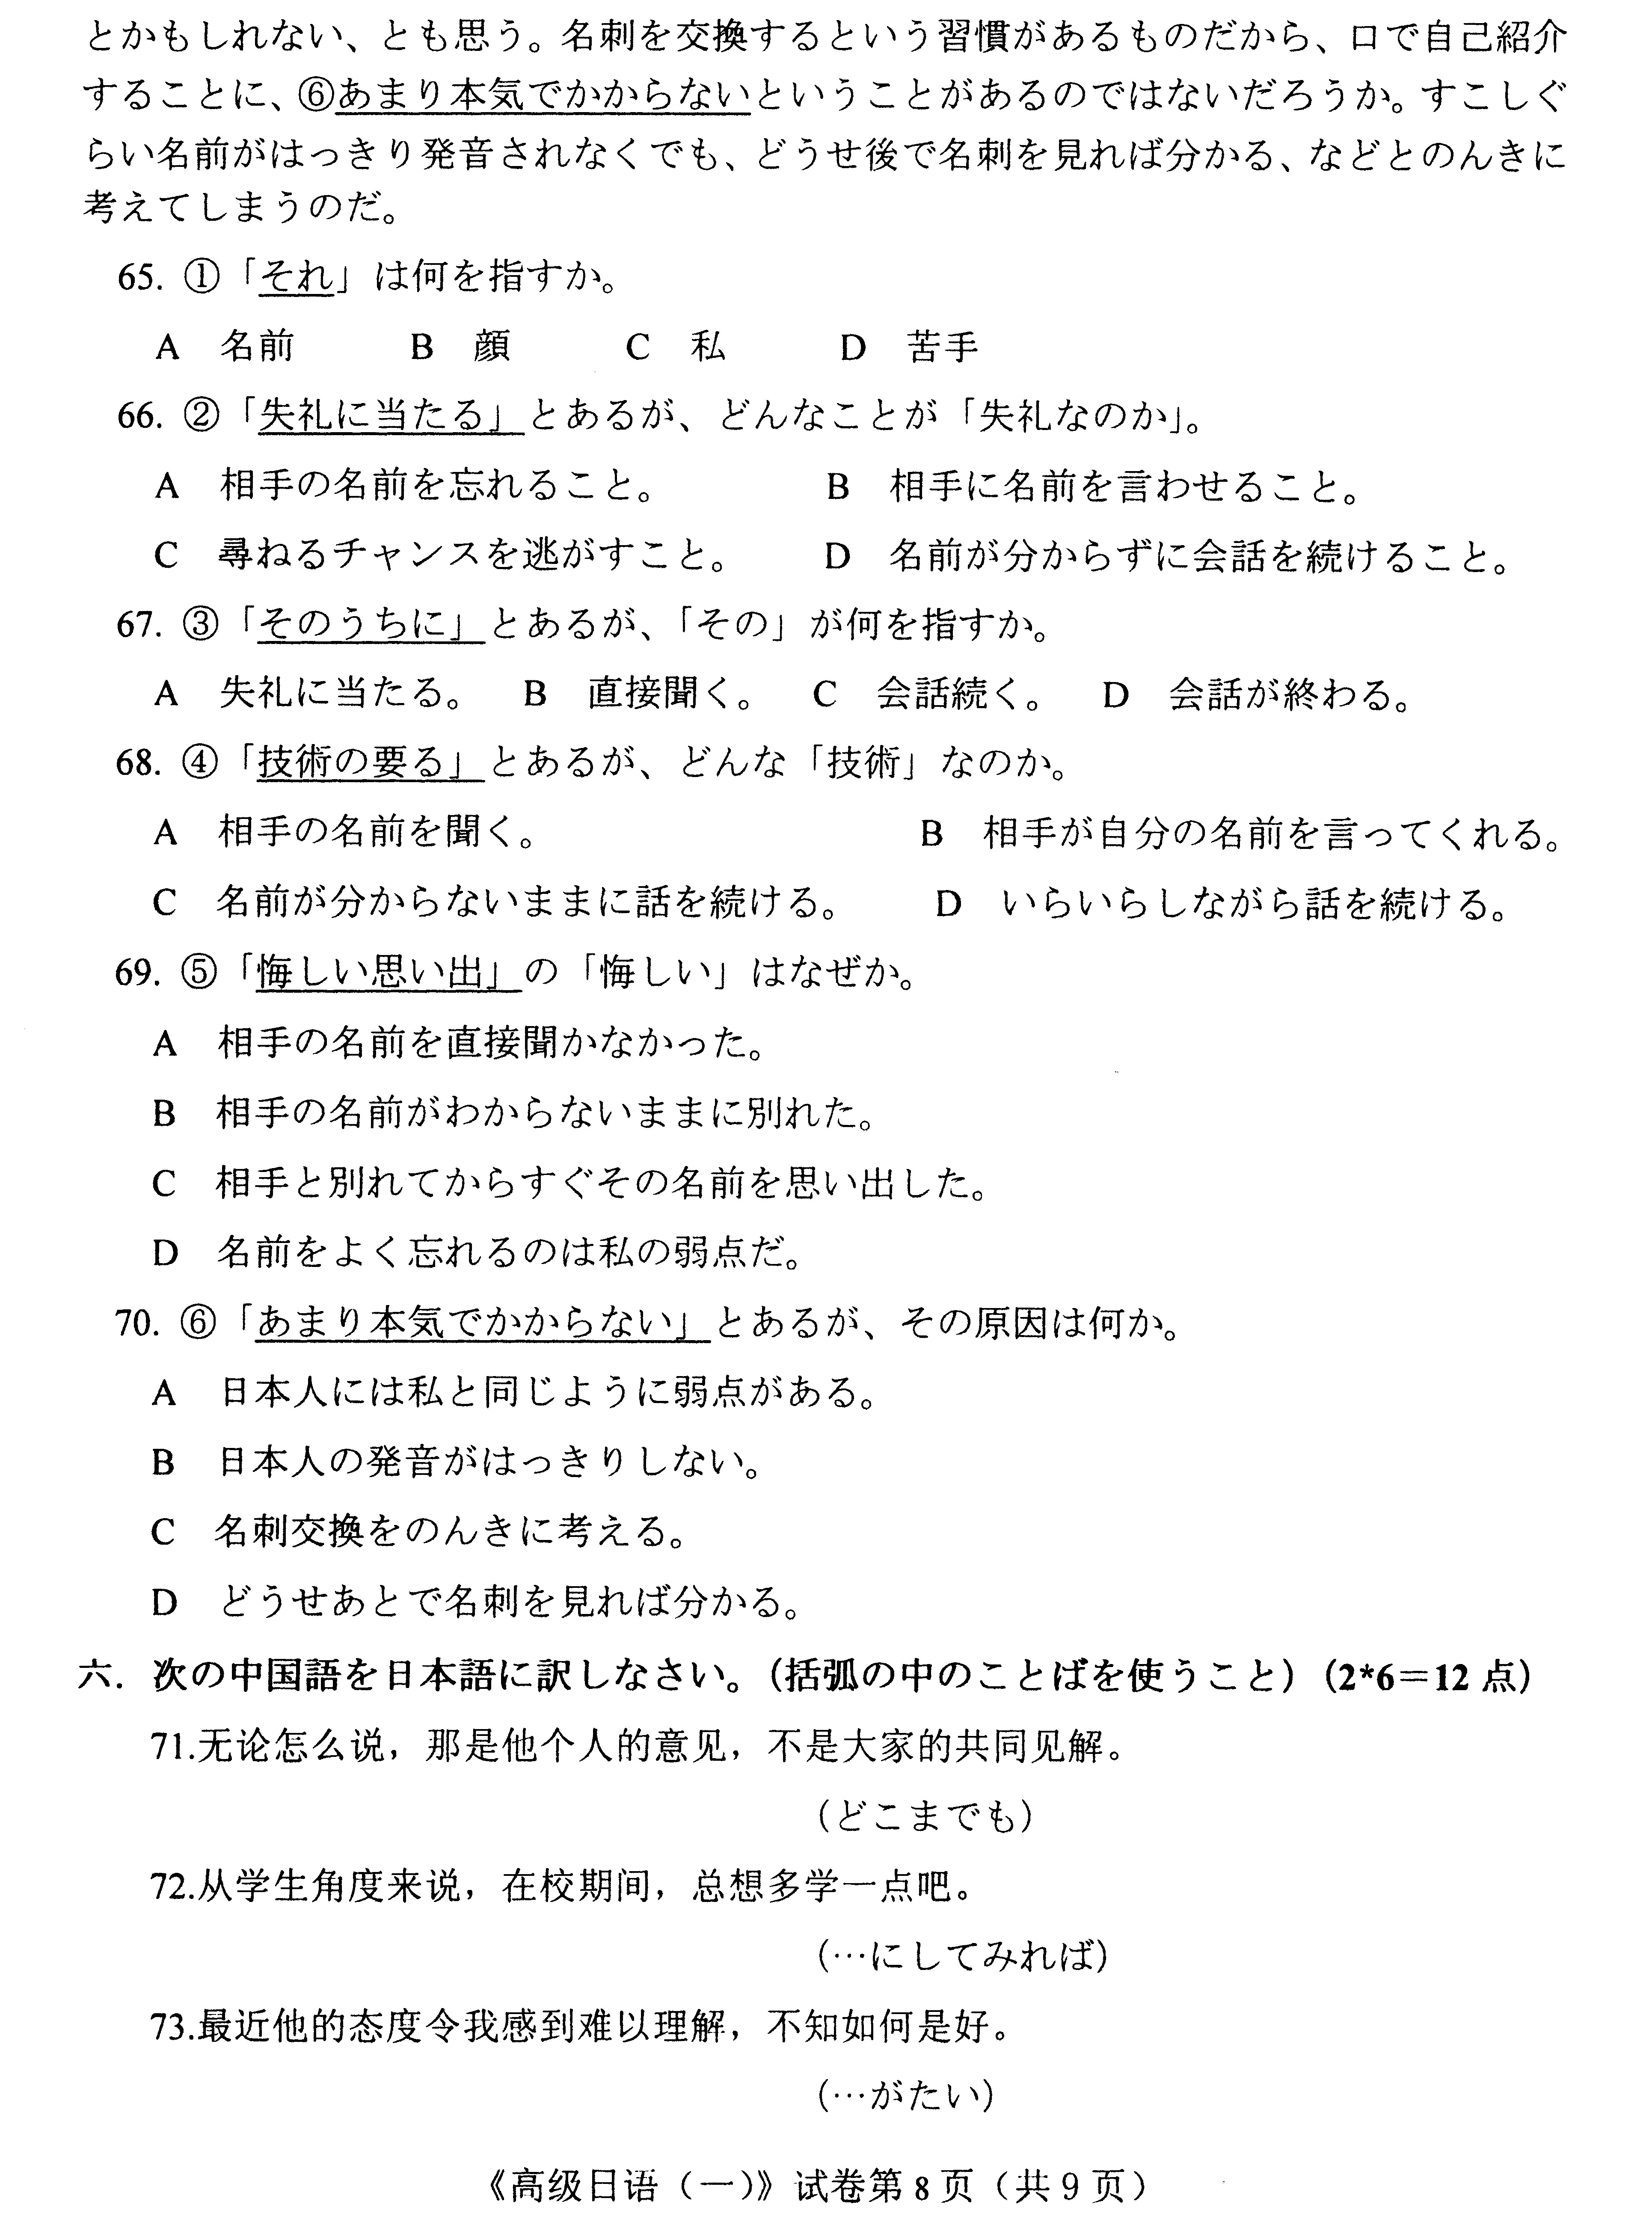 とかもしれない、とも思う。名刺を交換するという習慣があるものだから、口で自己紹介
することに、⑥あまり本気でかからないということがあるのではないだろうか。すこしぐ
らい名前がはっきり発音されなくでも、どうせ後で名刺を見れば分かる、などとのんきに
考えてしまうのだ。
65. ①「それ」は何を指すか。
A 名前 B 顔 C 私 D 苦手
66. ②「失礼に当たる」とあるが、どんなことが「失礼なのか」。
A 相手の名前を忘れること。 B 相手に名前を言わせること。
C 尋ねるチャンスを逃がすこと。 D 名前が分からずに会話を続けること。
67. ③「そのうちに」とあるが、「その」が何を指すか。
A 失礼に当たる。 B 直接聞く。 C 会話続く。 D 会話が終わる。
68. ④「技術の要る」とあるが、どんな「技術」なのか。
A 相手の名前を聞く。 B 相手が自分の名前を言ってくれる。
C 名前が分からないままに話を続ける。 D いらいらしながら話を続ける。
69. ⑤「悔しい思い出」の「悔しい」はなぜか。
A 相手の名前を直接聞かなかった。
B 相手の名前がわからないままに別れた。
C 相手と別れてからすぐその名前を思い出した。
D 名前をよく忘れるのは私の弱点だ。
70. ⑥「あまり本気でかからない」とあるが、その原因は何か。
A 日本人には私と同じように弱点がある。
B 日本人の発音がはっきりしない。
C 名刺交換をのんきに考える。
D どうせあとで名刺を見れば分かる。
六．次の中国語を日本語に訳しなさい。（括弧の中のことばを使うこと）（2*6＝12 点）
71.无论怎么说，那是他个人的意见，不是大家的共同见解。
（どこまでも）
72.从学生角度来说，在校期间，总想多学一点吧。
（…にしてみれば）
73.最近他的态度令我感到难以理解，不知如何是好。
（…がたい）
《高级日语（一）》试卷第 8 页（共 9 页）